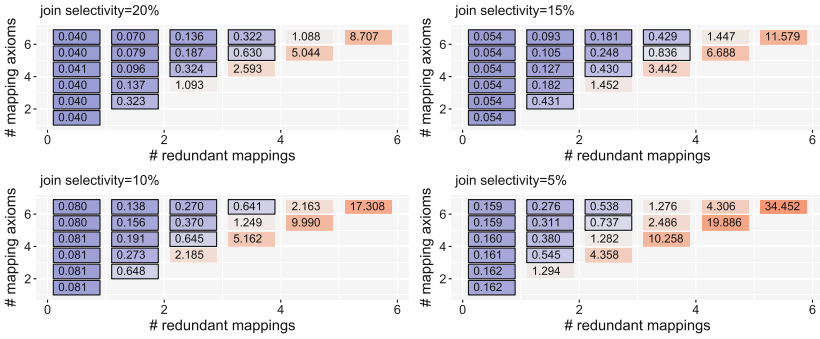 join selectivity=20%
# mapping axioms
6
0.040 0.070 0.136 0.322 1.088 8.707
0.040 0.079 0.187 0.630 5.044
4
0.041 0.096 0.324 2.593
0.040 0.137 1.093
2
0.040 0.323
0.040
0 2 4 6
# redundant mappings
join selectivity=15%
# mapping axioms
6
0.054 0.093 0.181 0.429 1.447 11.579
0.054 0.105 0.248 0.836 6.688
4
0.054 0.127 0.430 3.442
0.054 0.182 1.452
2
0.054 0.431
0.054
0 2 4 6
# redundant mappings
join selectivity=10%
# mapping axioms
6
0.080 0.138 0.270 0.641 2.163 17.308
0.080 0.156 0.370 1.249 9.990
4
0.081 0.191 0.645 5.162
0.081 0.273 2.185
2
0.081 0.648
0.081
0 2 4 6
# redundant mappings
join selectivity=5%
# mapping axioms
6
0.159 0.276 0.538 1.276 4.306 34.452
0.159 0.311 0.737 2.486 19.886
4
0.160 0.380 1.282 10.258
0.161 0.545 4.358
2
0.162 1.294
0.162
0 2 4 6
# redundant mappings